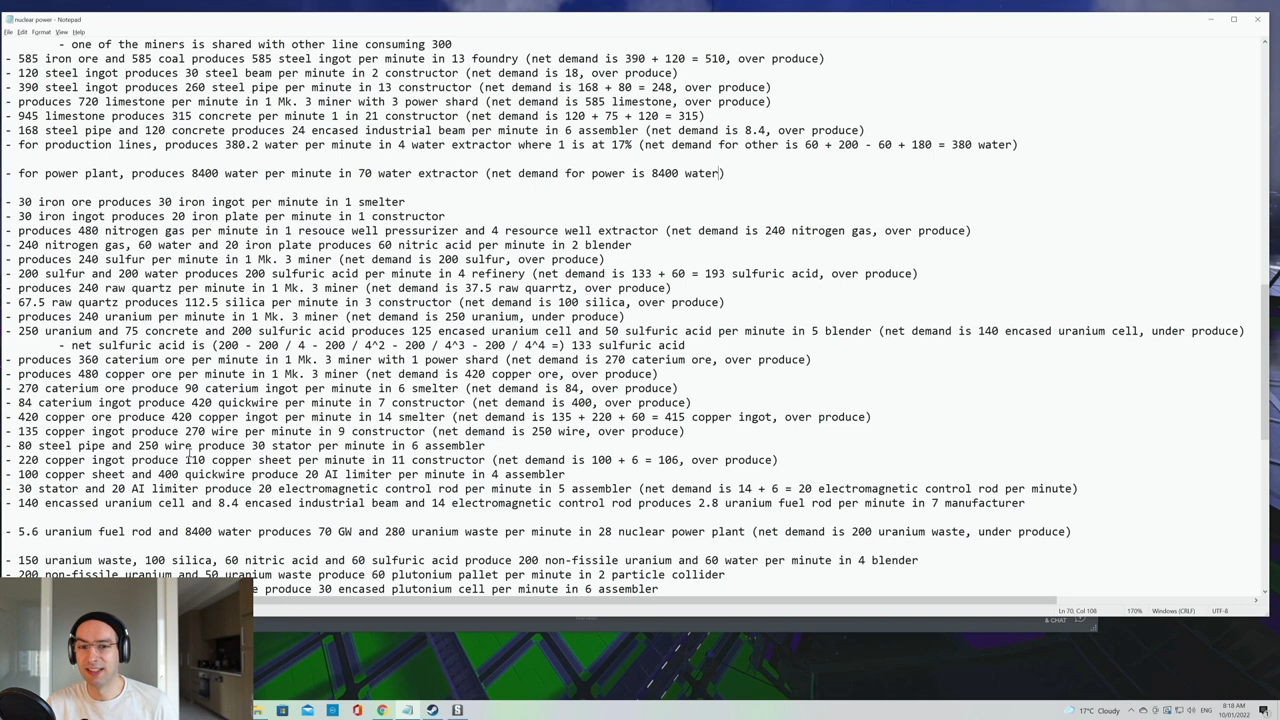 nuclear power - Notepad
File Edit Format View Help
- one of the miners is shared with other line consuming 300
- 585 iron ore and 585 coal produces 585 steel ingot per minute in 13 foundry (net demand is 390 + 120 = 510, over produce)
- 120 steel ingot produces 30 steel beam per minute in 2 constructor (net demand is 18, over produce)
- 390 steel ingot produces 260 steel pipe per minute in 13 constructor (net demand is 168 + 80 = 248, over produce)
- produces 720 limestone per minute in 1 Mk. 3 miner with 3 power shard (net demand is 585 limestone, over produce)
- 945 limestone produces 315 concrete per minute 1 in 21 constructor (net demand is 120 + 75 + 120 = 315)
- 168 steel pipe and 120 concrete produces 24 encased industrial beam per minute in 6 assembler (net demand is 8.4, over produce)
- for production lines, produces 380.2 water per minute in 4 water extractor where 1 is at 17% (net demand for other is 60 + 200 - 60 + 180 = 380 water)
- for power plant, produces 8400 water per minute in 70 water extractor (net demand for power is 8400 water)
- 30 iron ore produces 30 iron ingot per minute in 1 smelter
- 30 iron ingot produces 20 iron plate per minute in 1 constructor
- produces 480 nitrogen gas per minute in 1 resouce well pressurizer and 4 resource well extractor (net demand is 240 nitrogen gas, over produce)
- 240 nitrogen gas, 60 water and 20 iron plate produces 60 nitric acid per minute in 2 blender
- produces 240 sulfur per minute in 1 Mk. 3 miner (net demand is 200 sulfur, over produce)
- 200 sulfur and 200 water produces 200 sulfuric acid per minute in 4 refinery (net demand is 133 + 60 = 193 sulfuric acid, over produce)
- produces 240 raw quartz per minute in 1 Mk. 3 miner (net demand is 37.5 raw quarrtz, over produce)
- 67.5 raw quartz produces 112.5 silica per minute in 3 constructor (net demand is 100 silica, over produce)
- produces 240 uranium per minute in 1 Mk. 3 miner (net demand is 250 uranium, under produce)
- 250 uranium and 75 concrete and 200 sulfuric acid produces 125 encased uranium cell and 50 sulfuric acid per minute in 5 blender (net demand is 140 encased uranium cell, under produce)
- net sulfuric acid is (200 - 200 / 4 - 200 / 4^2 - 200 / 4^3 - 200 / 4^4 =) 133 sulfuric acid
- produces 360 caterium ore per minute in 1 Mk. 3 miner with 1 power shard (net demand is 270 caterium ore, over produce)
- produces 480 copper ore per minute in 1 Mk. 3 miner (net demand is 420 copper ore, over produce)
- 270 caterium ore produce 90 caterium ingot per minute in 6 smelter (net demand is 84, over produce)
- 84 caterium ingot produce 420 quickwire per minute in 7 constructor (net demand is 400, over produce)
- 420 copper ore produce 420 copper ingot per minute in 14 smelter (net demand is 135 + 220 + 60 = 415 copper ingot, over produce)
- 135 copper ingot produce 270 wire per minute in 9 constructor (net demand is 250 wire, over produce)
- 80 steel pipe and 250 wire produce 30 stator per minute in 6 assembler
- 220 copper ingot produce 110 copper sheet per minute in 11 constructor (net demand is 100 + 6 = 106, over produce)
- 100 copper sheet and 400 quickwire produce 20 AI limiter per minute in 4 assembler
- 30 stator and 20 AI limiter produce 20 electromagnetic control rod per minute in 5 assembler (net demand is 14 + 6 = 20 electromagnetic control rod per minute)
- 140 encassed uranium cell and 8.4 encased industrial beam and 14 electromagnetic control rod produces 2.8 uranium fuel rod per minute in 7 manufacturer
- 5.6 uranium fuel rod and 8400 water produces 70 GW and 280 uranium waste per minute in 28 nuclear power plant (net demand is 200 uranium waste, under produce)
- 150 uranium waste, 100 silica, 60 nitric acid and 60 sulfuric acid produce 200 non-fissile uranium and 60 water per minute in 4 blender
- 200 non-fissile uranium and 50 uranium waste produce 60 plutonium pallet per minute in 2 particle collider
produce 30 encased plutonium cell per minute in 6 assembler
Ln 70, Col 108 170% Windows (CRLF) UTF-8
& CHAT
17°C Cloudy ENG 8:18 AM
10/01/2022